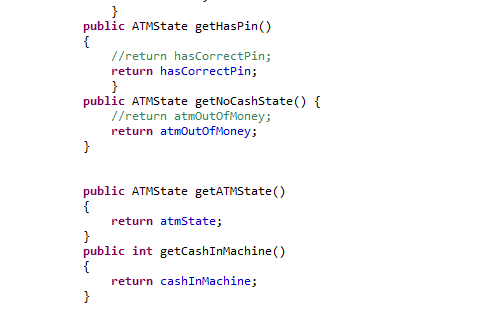 }
public ATMState getHasPin()
{
//return hasCorrectPin;
return hasCorrectPin;
}
public ATMState getNoCashState() {
//return atmOutOfMoney;
return atmOutOfMoney;
}
public ATMState getATMState()
{
return atmState;
}
public int getCashInMachine()
{
return cashInMachine;
}